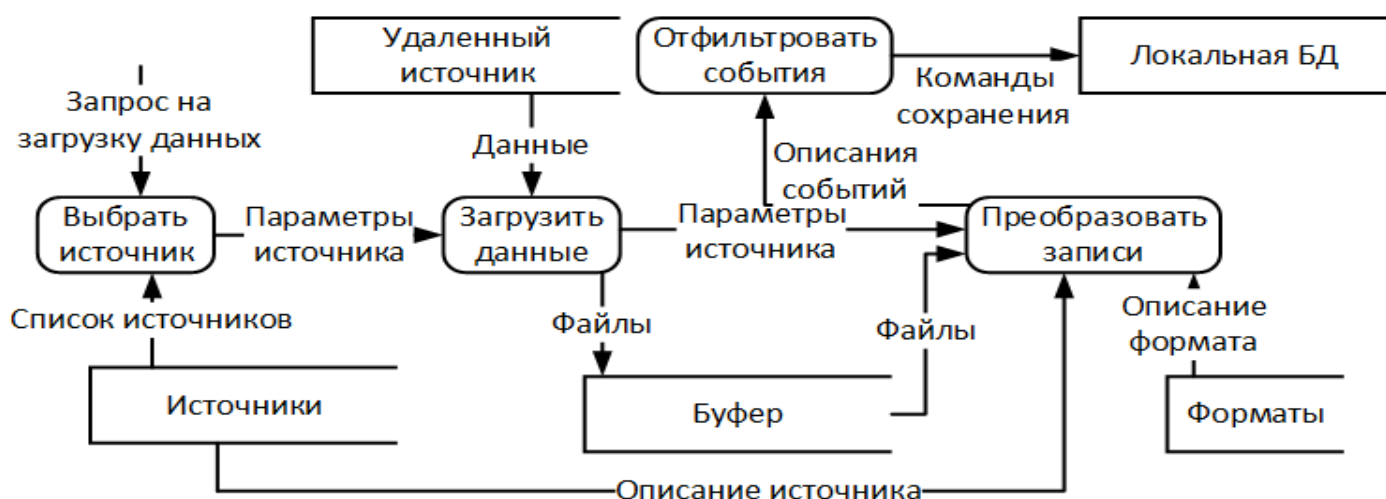 Удаленный
источник
Отфильтровать
события
Локальная БД
Команды
сохранения
Запрос на
загрузку данных
Данные
Описания
событий
Выбрать
источник
Параметры
источника
Загрузить
данные
Параметры
источника
Преобразовать
записи
Список источников
Файлы
Файлы
Описание
формата
Источники
Буфер
Форматы
Описание источника